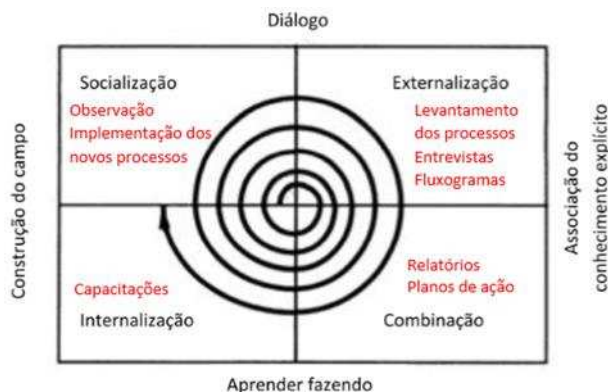 Diálogo
Socialização
Observação
Implementação dos
novos processos
Externalização
Levantamento
dos processos
Entrevistas
Fluxogramas
Construção do campo
Associação do
conhecimento explícito
Capacitações
Internalização
Relatórios
Planos de ação
Combinação
Aprender fazendo